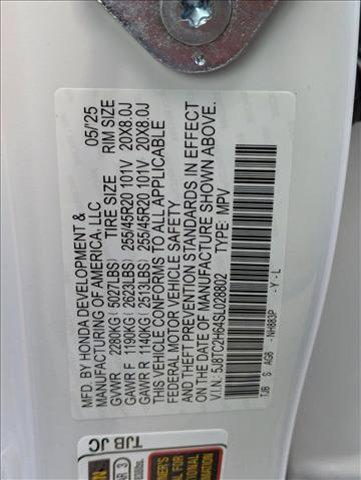 MFD. BY HONDA DEVELOPMENT &
MANUFACTURING OF AMERICA, LLC 05/'25
TIRE SIZE RIM SIZE
GVWR 2280KG ( 5027LBS)
GAWR F 1190KG ( 2623LBS) 255/45R20 101V 20X8.0J
GAWR R 1140KG ( 2513LBS) 255/45R20 101V 20X8.0J
THIS VEHICLE CONFORMS TO ALL APPLICABLE
FEDERAL MOTOR VEHICLE SAFETY
AND THEFT PREVENTION STANDARDS IN EFFECT
ON THE DATE OF MANUFACTURE SHOWN ABOVE.
V.I.N.: 5J8TC2H64SL028802 TYPE: MPV
TJB S AGB -NH883P -Y-L
TJB JC